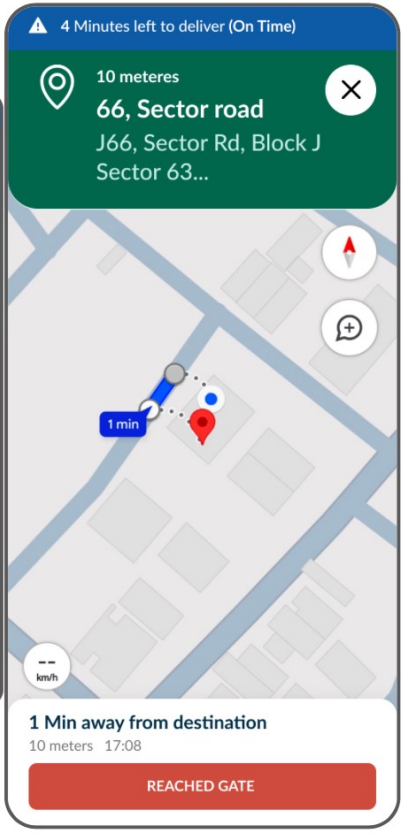 4 Minutes left to deliver (On Time)
10 meteres
66, Sector road
J66, Sector Rd, Block J
Sector 63...
1 min
--
km/h
1 Min away from destination
10 meters 17:08
REACHED GATE